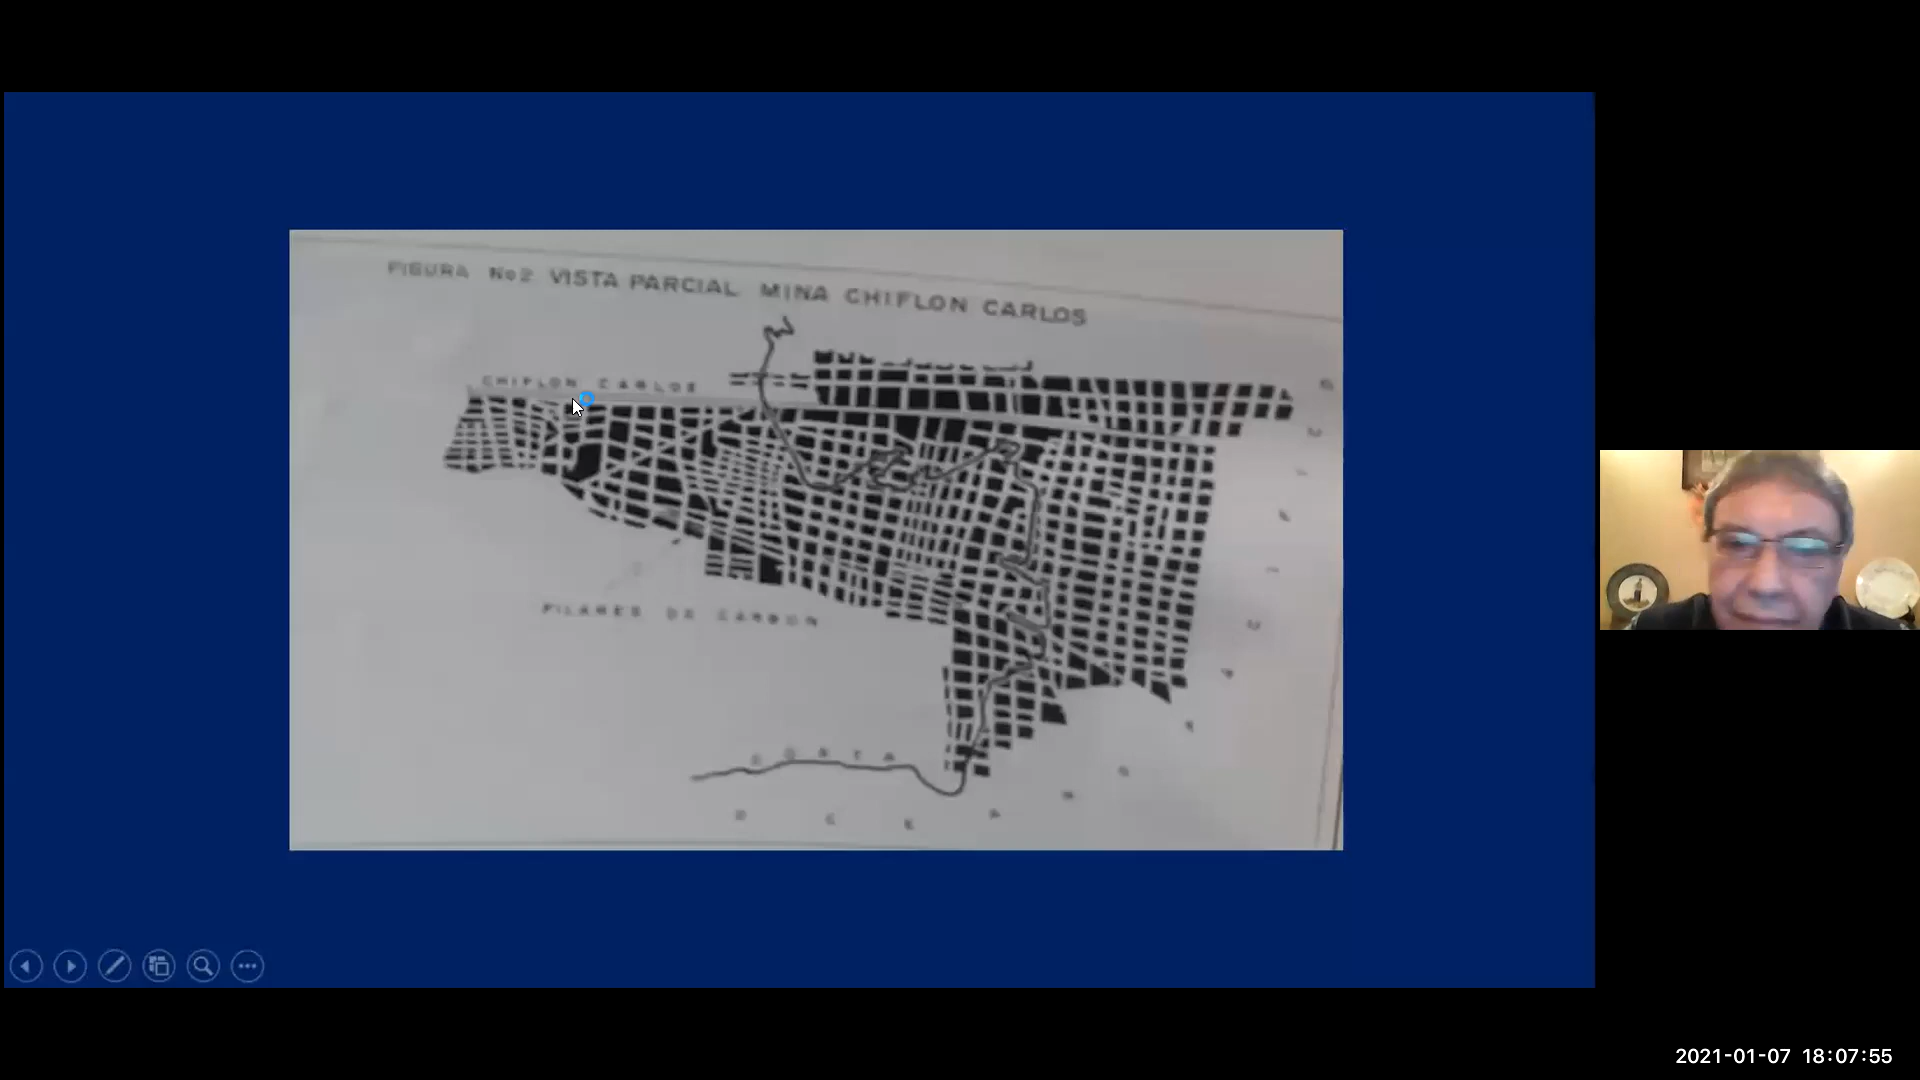 FIGURA No2 VISTA PARCIAL MINA CHIFLON CARLOS
CHIFLON CARLOS
PILARES DE CARBON
COSTA
2021-01-07 18:07:55